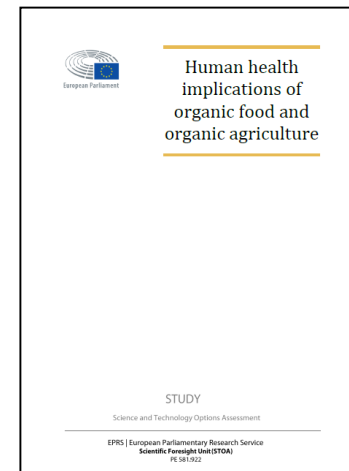 European Parliament
Human health
implications of
organic food and
organic agriculture
STUDY
Science and Technology Options Assessment
EPRS | European Parliamentary Research Service
Scientific Foresight Unit (STOA)
PE 581.922